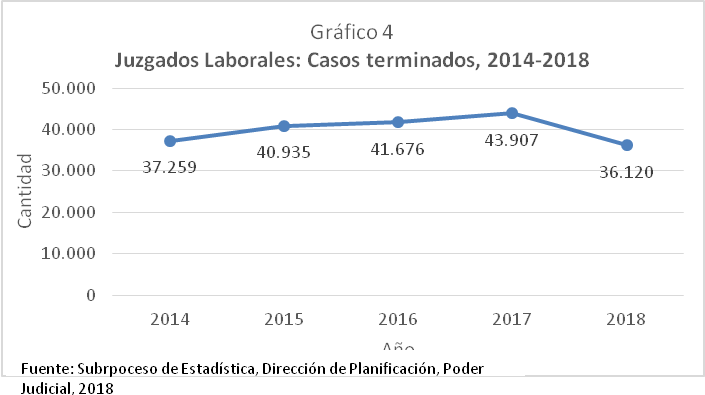 Gráfico 4
Juzgados Laborales: Casos terminados, 2014-2018
50.000
40.000
30.000
20.000
10.000
0
Cantidad
37.259
40.935
41.676
43.907
36.120
2014
2015
2016
2017
2018
Año
Fuente: Subrpoceso de Estadística, Dirección de Planificación, Poder
Judicial, 2018